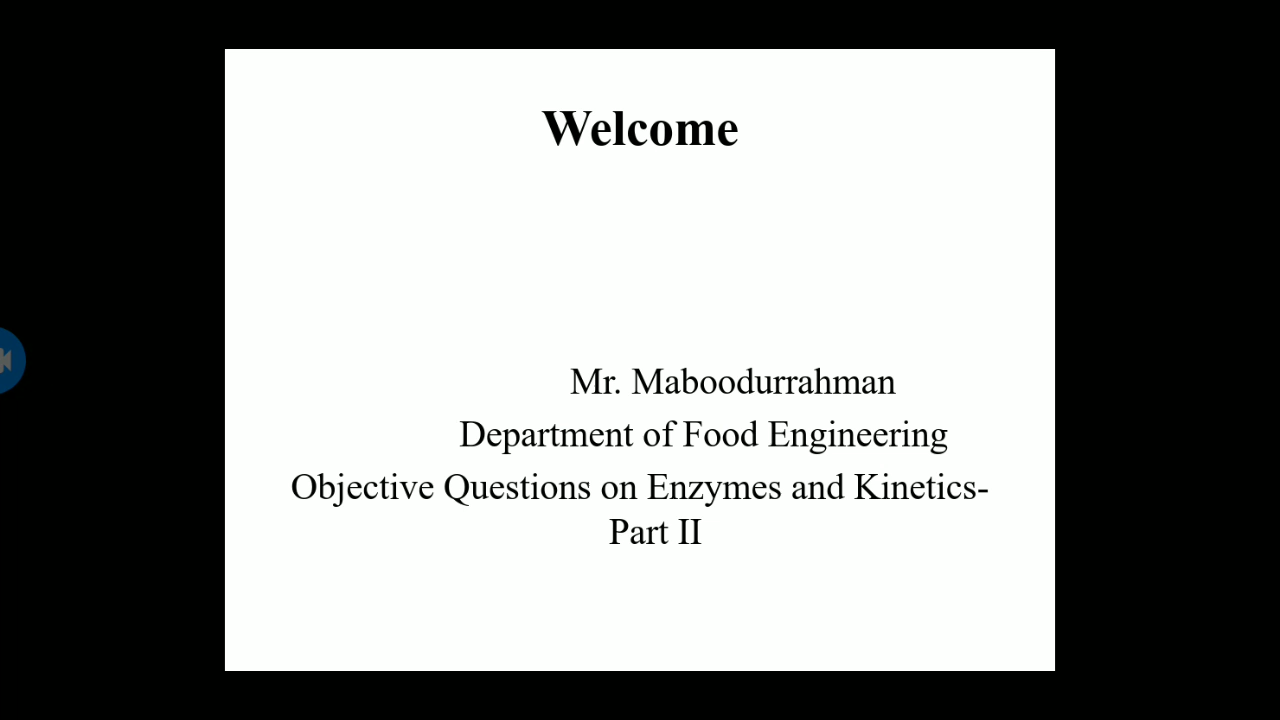 Welcome
Mr. Maboodurrahman
Department of Food Engineering
Objective Questions on Enzymes and Kinetics-
Part II